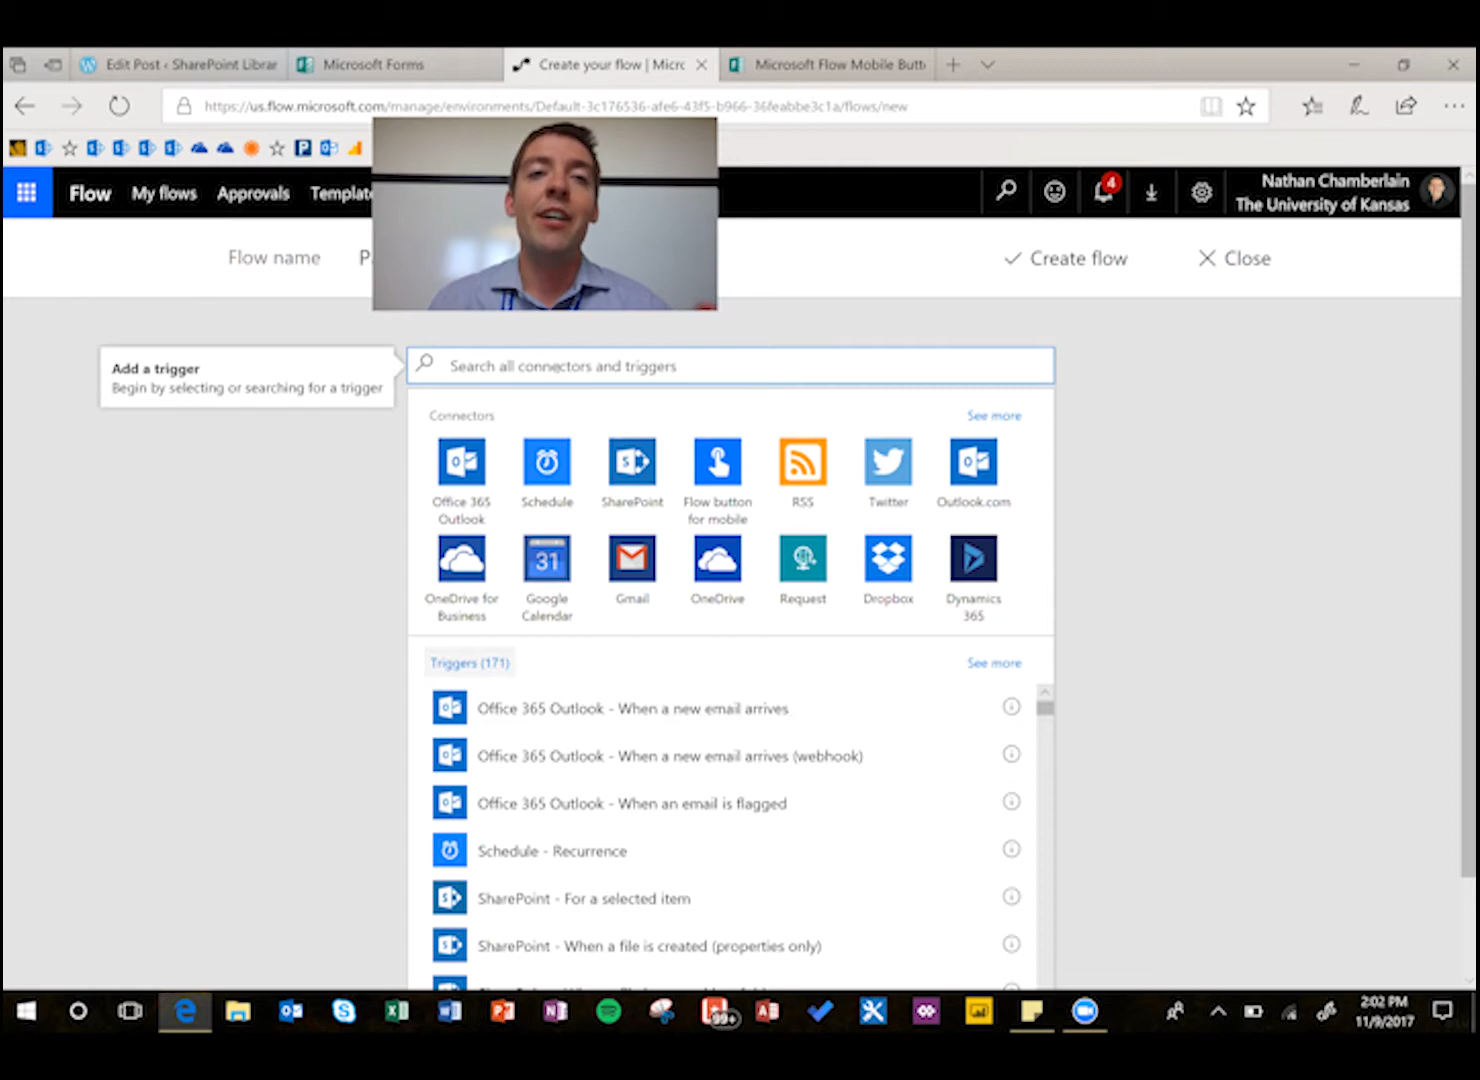 Edit Post ‹ SharePoint Librar
Microsoft Forms
Create your flow | Micrc
Microsoft Flow Mobile Butt
https://us.flow.microsoft.com/manage/environments/Default-3c176536-afe6-43f5-b966-36feabbe3c1a/flows/new
Flow
My flows
Approvals
Template
4
Nathan Chamberlain
The University of Kansas
Flow name
P
Create flow
Close
Add a trigger
Begin by selecting or searching for a trigger
Search all connectors and triggers
Connectors
See more
Office 365 Outlook
Schedule
SharePoint
Flow button for mobile
RSS
Twitter
Outlook.com
31
OneDrive for Business
Google Calendar
Gmail
OneDrive
Request
Dropbox
Dynamics 365
Triggers (171)
See more
Office 365 Outlook - When a new email arrives
Office 365 Outlook - When a new email arrives (webhook)
Office 365 Outlook - When an email is flagged
Schedule - Recurrence
SharePoint - For a selected item
SharePoint - When a file is created (properties only)
99+
2:02 PM
11/9/2017